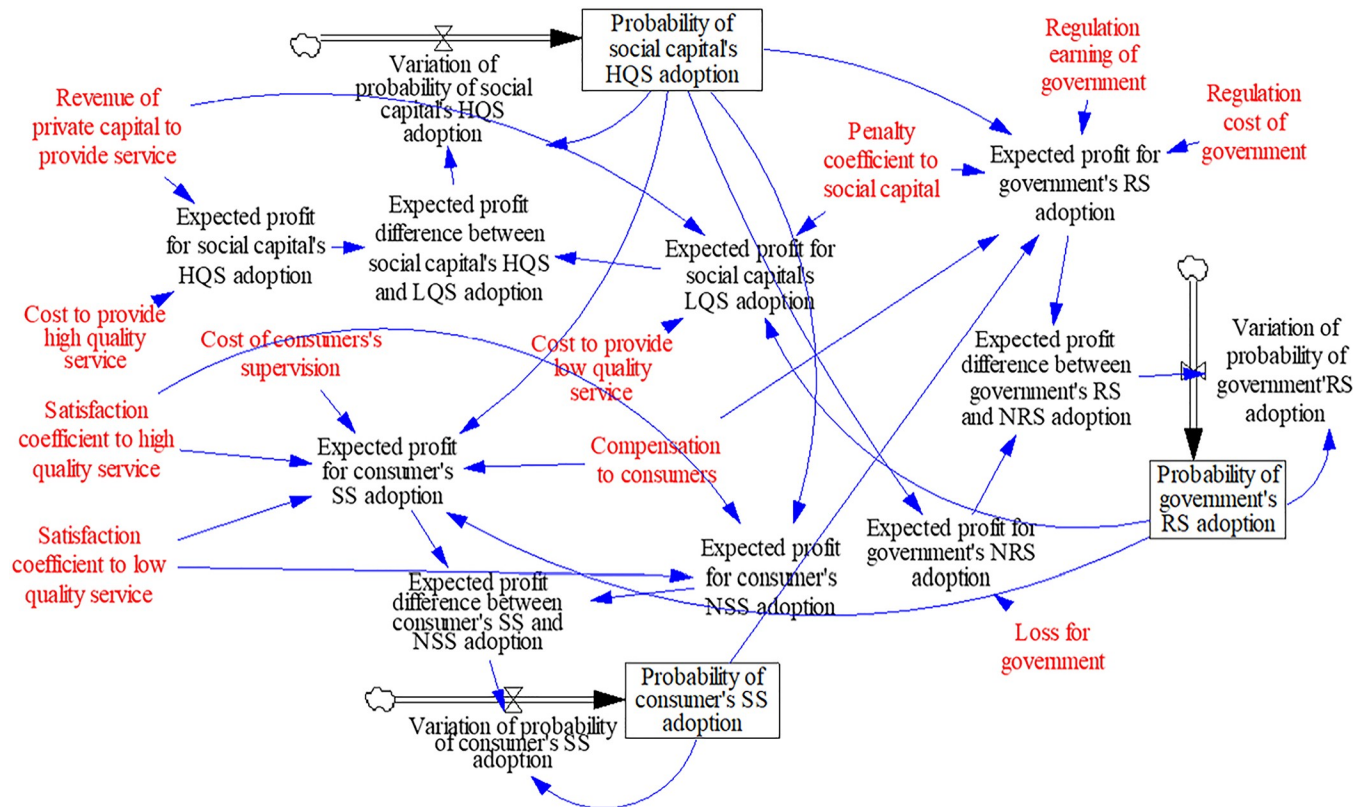 Probability of
social capital's
HQS adoption
Variation of
probability of social
capital's HQS
adoption
Regulation
earning of
government
Regulation
cost of
government
Revenue of
private capital to
provide service
Penalty
coefficient to
social capital
Expected profit for
government's RS
adoption
Expected profit
for social capital's
HQS adoption
Expected profit
difference between
social capital's HQS
and LQS adoption
Expected profit for
social capital's
LQS adoption
Cost to provide
high quality
service
Cost of consumers's
supervision
Cost to provide
low quality
service
Expected profit
difference between
government's RS
and NRS adoption
Variation of
probability of
government'RS
adoption
Satisfaction
coefficient to high
quality service
Expected profit
for consumer's
SS adoption
Compensation
to consumers
Probability of
government's
RS adoption
Satisfaction
coefficient to low
quality service
Expected profit
difference between
consumer's SS and
NSS adoption
Expected profit
for consumer's
NSS adoption
Expected profit for
government's NRS
adoption
Loss for
government
Probability of
consumer's SS
adoption
Variation of probability
of consumer's SS
adoption